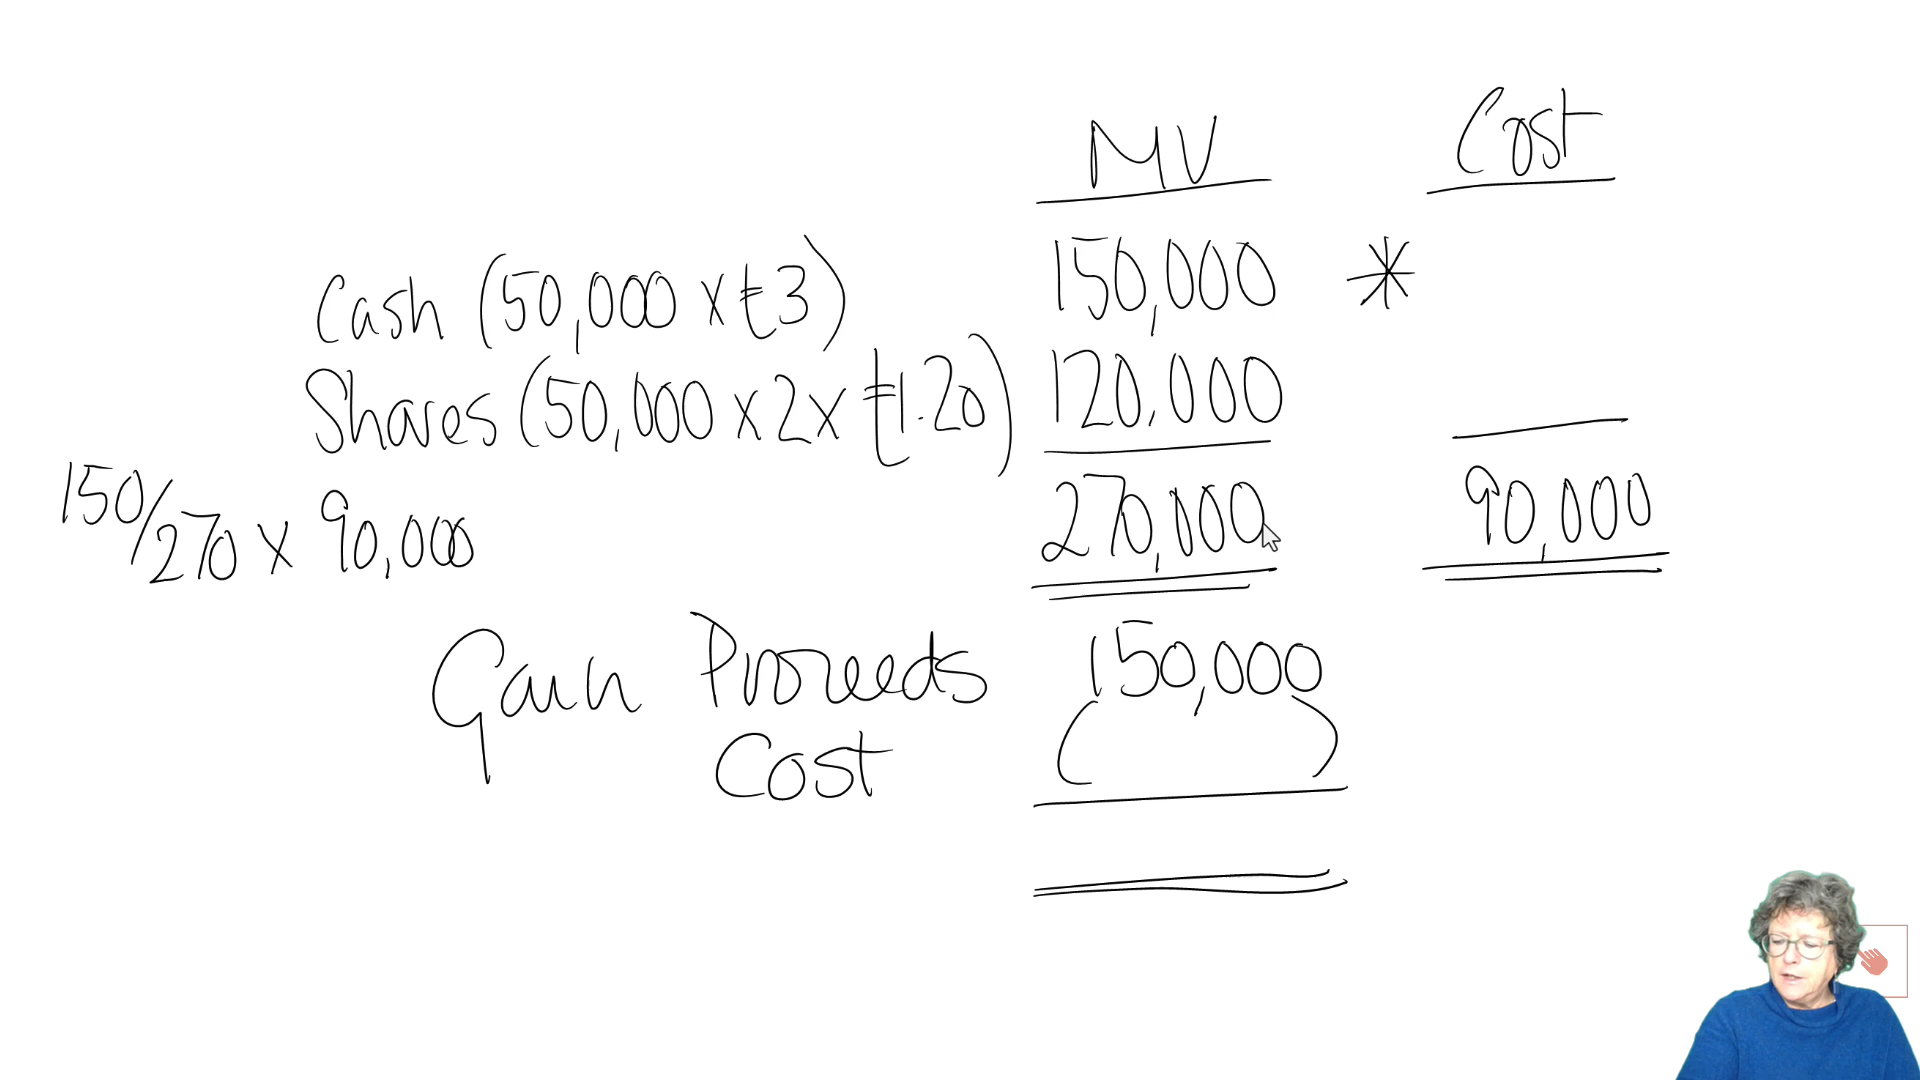 MV Cost
Cash (50,000 x £3) 150,000 *
Shares (50,000 x 2 x £1.20) 120,000
150/270 x 90,000 270,000 90,000
Gain Proceeds 150,000
Cost ( )